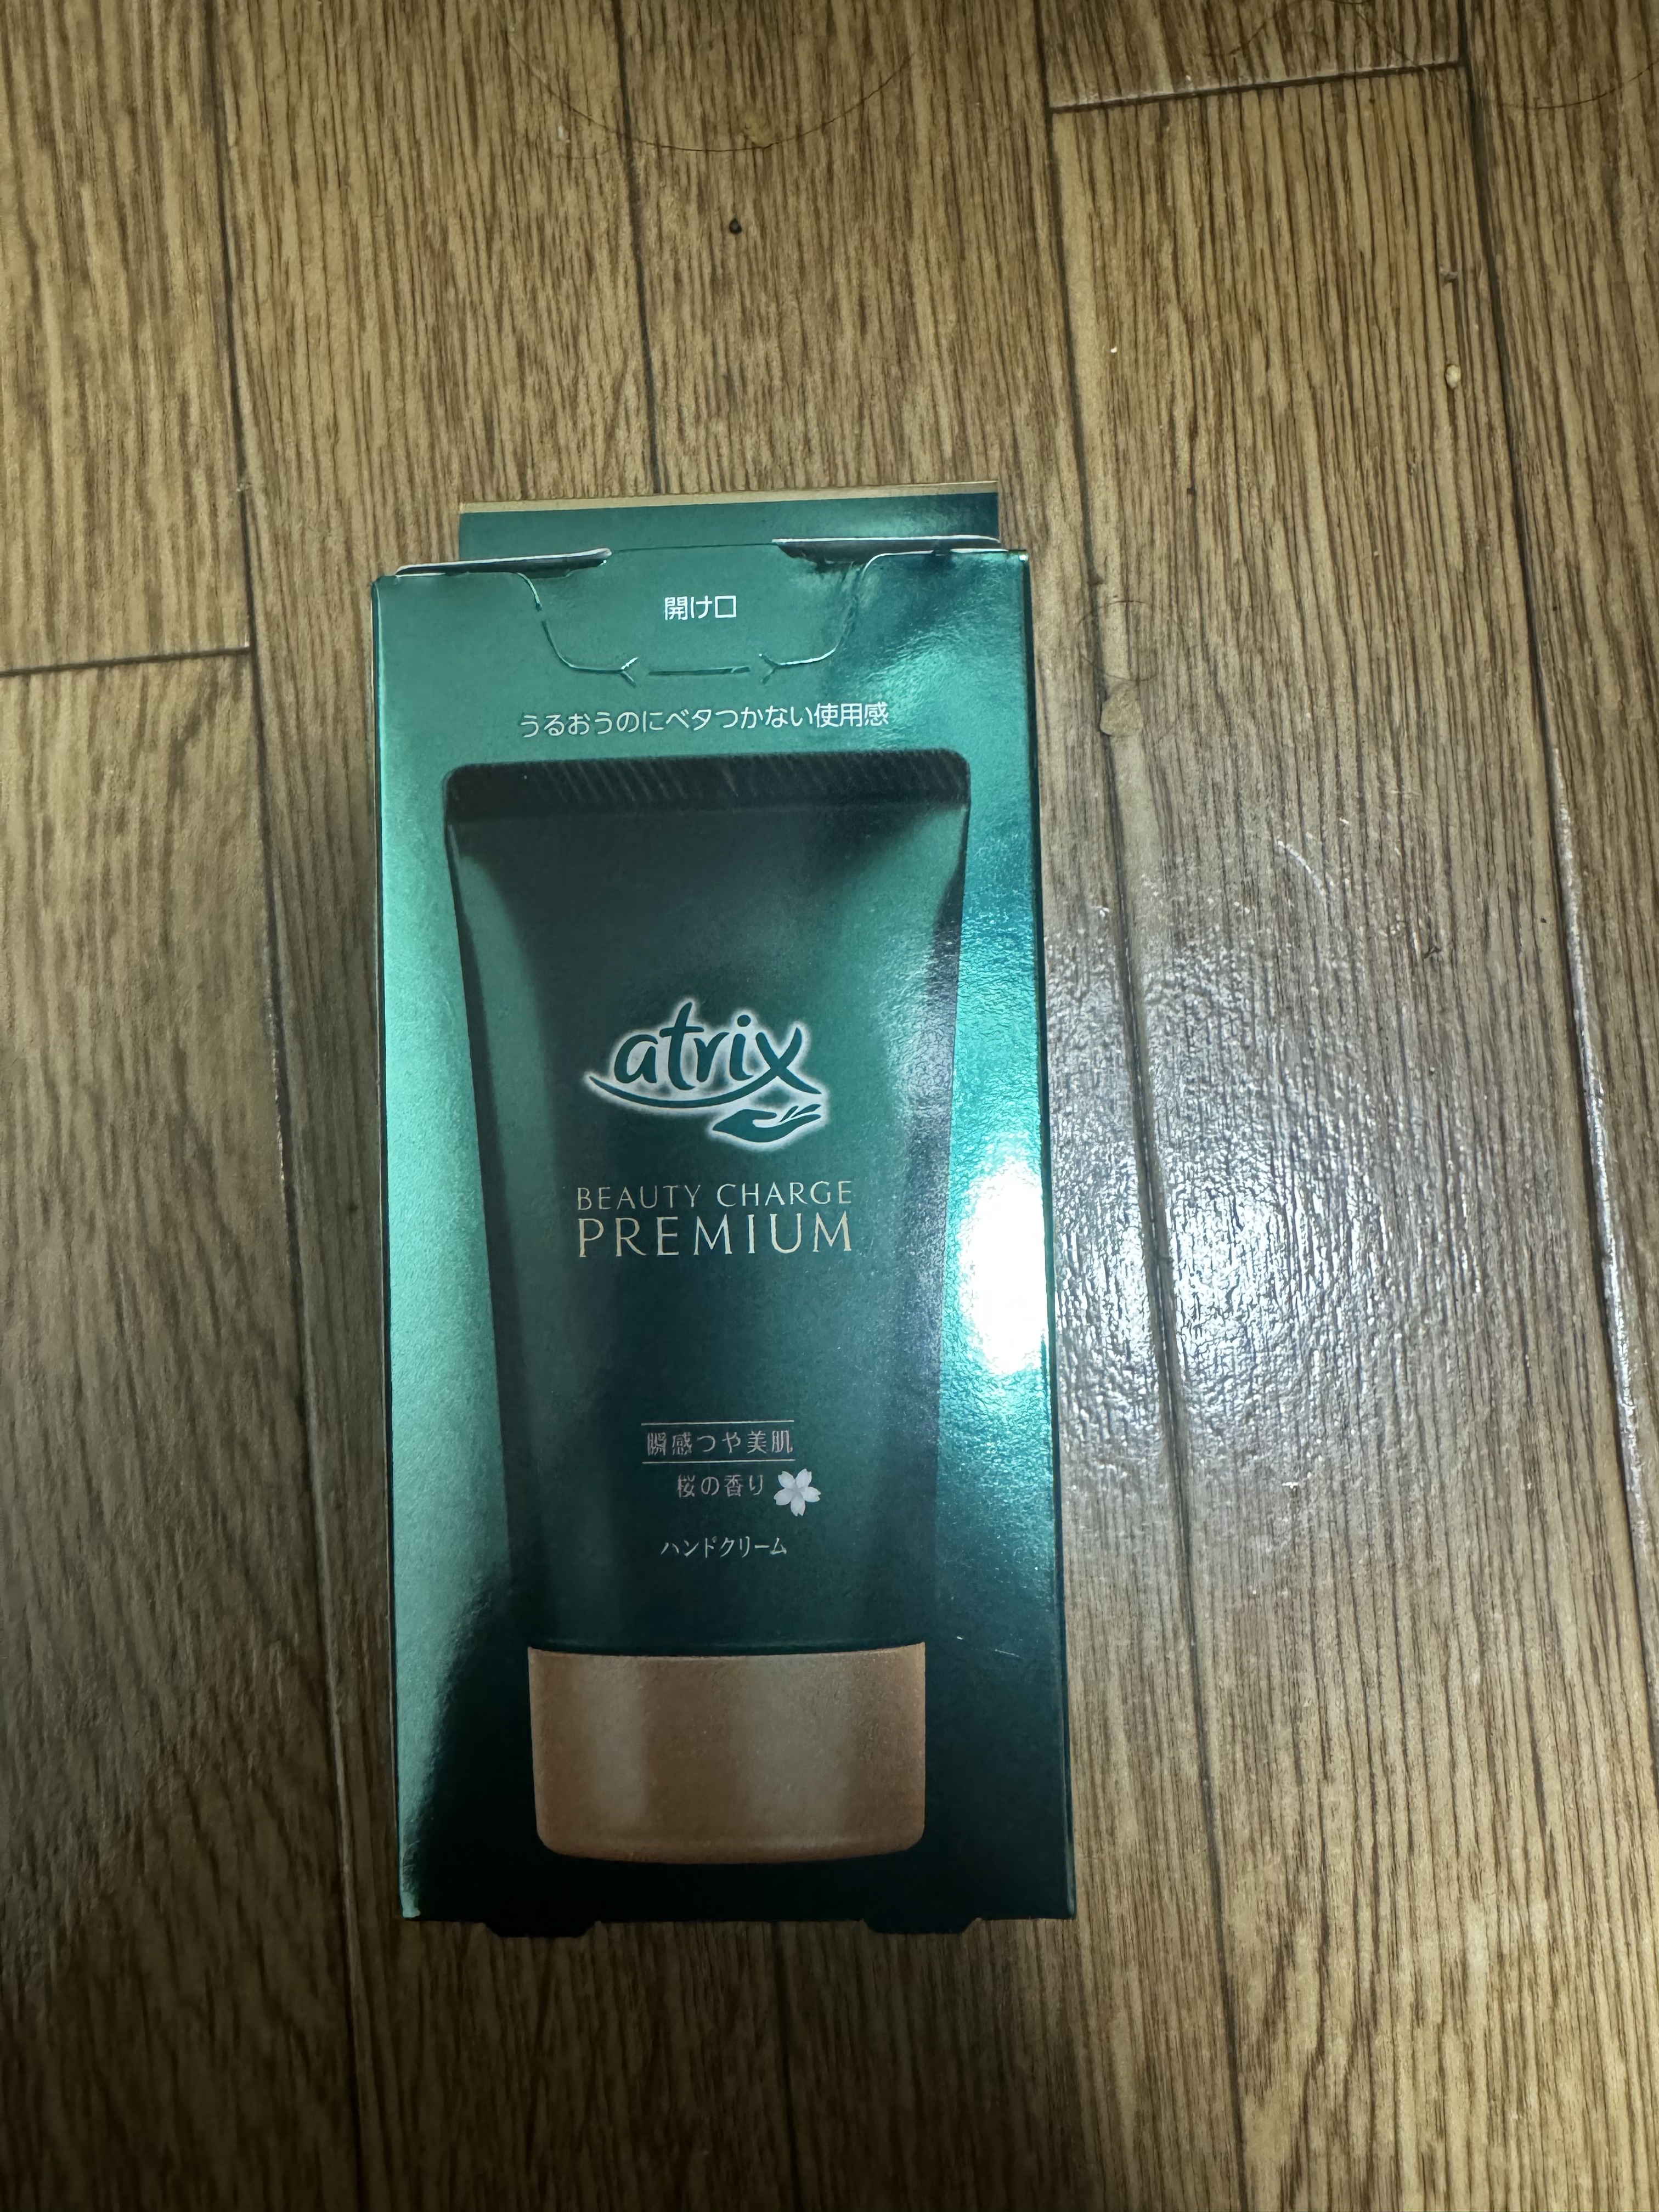 開け口
うるおうのにベタつかない使用感
atrix
BEAUTY CHARGE
PREMIUM
瞬感つや美肌
桜の香り
ハンドクリーム